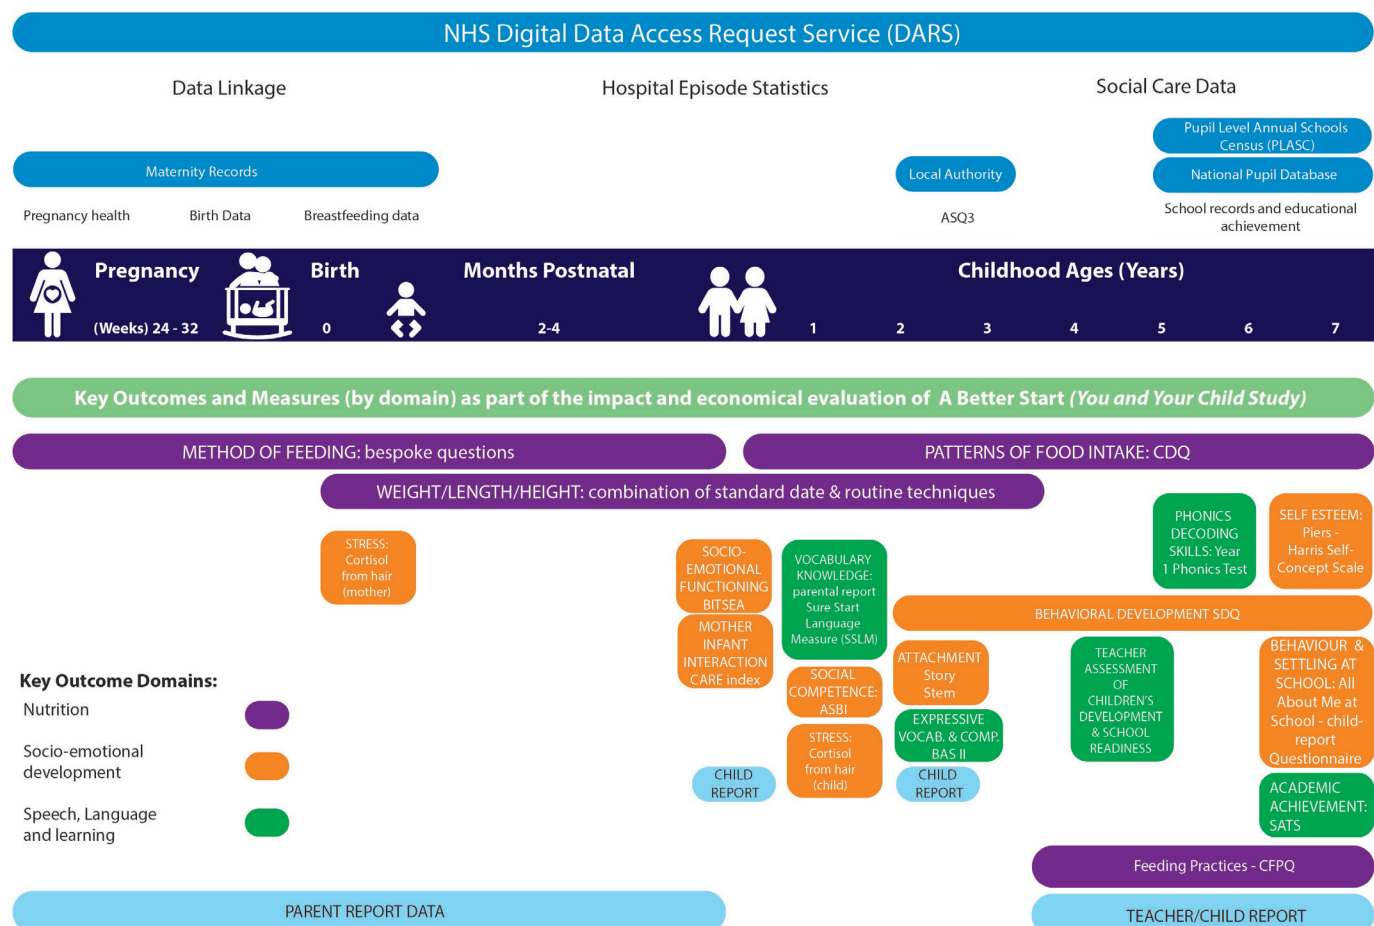 NHS Digital Data Access Request Service (DARS)
Data Linkage
Hospital Episode Statistics
Social Care Data
Pupil Level Annual Schools
Census (PLASC)
Maternity Records
Local Authority
National Pupil Database
Pregnancy health
Birth Data
Breastfeeding data
ASQ3
School records and educational
achievement
Pregnancy
Birth
Months Postnatal
Childhood Ages (Years)
(Weeks) 24 - 32
0
2-4
1
2
3
4
5
6
7
Key Outcomes and Measures (by domain) as part of the impact and economical evaluation of A Better Start (You and Your Child Study)
METHOD OF FEEDING: bespoke questions
PATTERNS OF FOOD INTAKE: CDQ
WEIGHT/LENGTH/HEIGHT: combination of standard date & routine techniques
STRESS:
Cortisol
from hair
(mother)
SOCIO-
EMOTIONAL
FUNCTIONING
BITSEA
MOTHER
INFANT
INTERACTION
CARE index
CHILD
REPORT
VOCABULARY
KNOWLEDGE:
parental report
Sure Start
Language
Measure (SSLM)
SOCIAL
COMPETENCE:
ASBI
STRESS:
Cortisol
from hair
(child)
PHONICS
DECODING
SKILLS: Year
1 Phonics Test
SELF ESTEEM:
Piers -
Harris Self-
Concept Scale
BEHAVIORAL DEVELOPMENT SDQ
ATTACHMENT
Story
Stem
EXPRESSIVE
VOCAB. & COMP.
BAS II
CHILD
REPORT
TEACHER
ASSESSMENT
OF
CHILDREN'S
DEVELOPMENT
& SCHOOL
READINESS
BEHAVIOUR &
SETTLING AT
SCHOOL: All
About Me at
School - child-
report
Questionnaire
ACADEMIC
ACHIEVEMENT:
SATS
Key Outcome Domains:
Nutrition
Socio-emotional
development
Speech, Language
and learning
Feeding Practices - CFPQ
PARENT REPORT DATA
TEACHER/CHILD REPORT